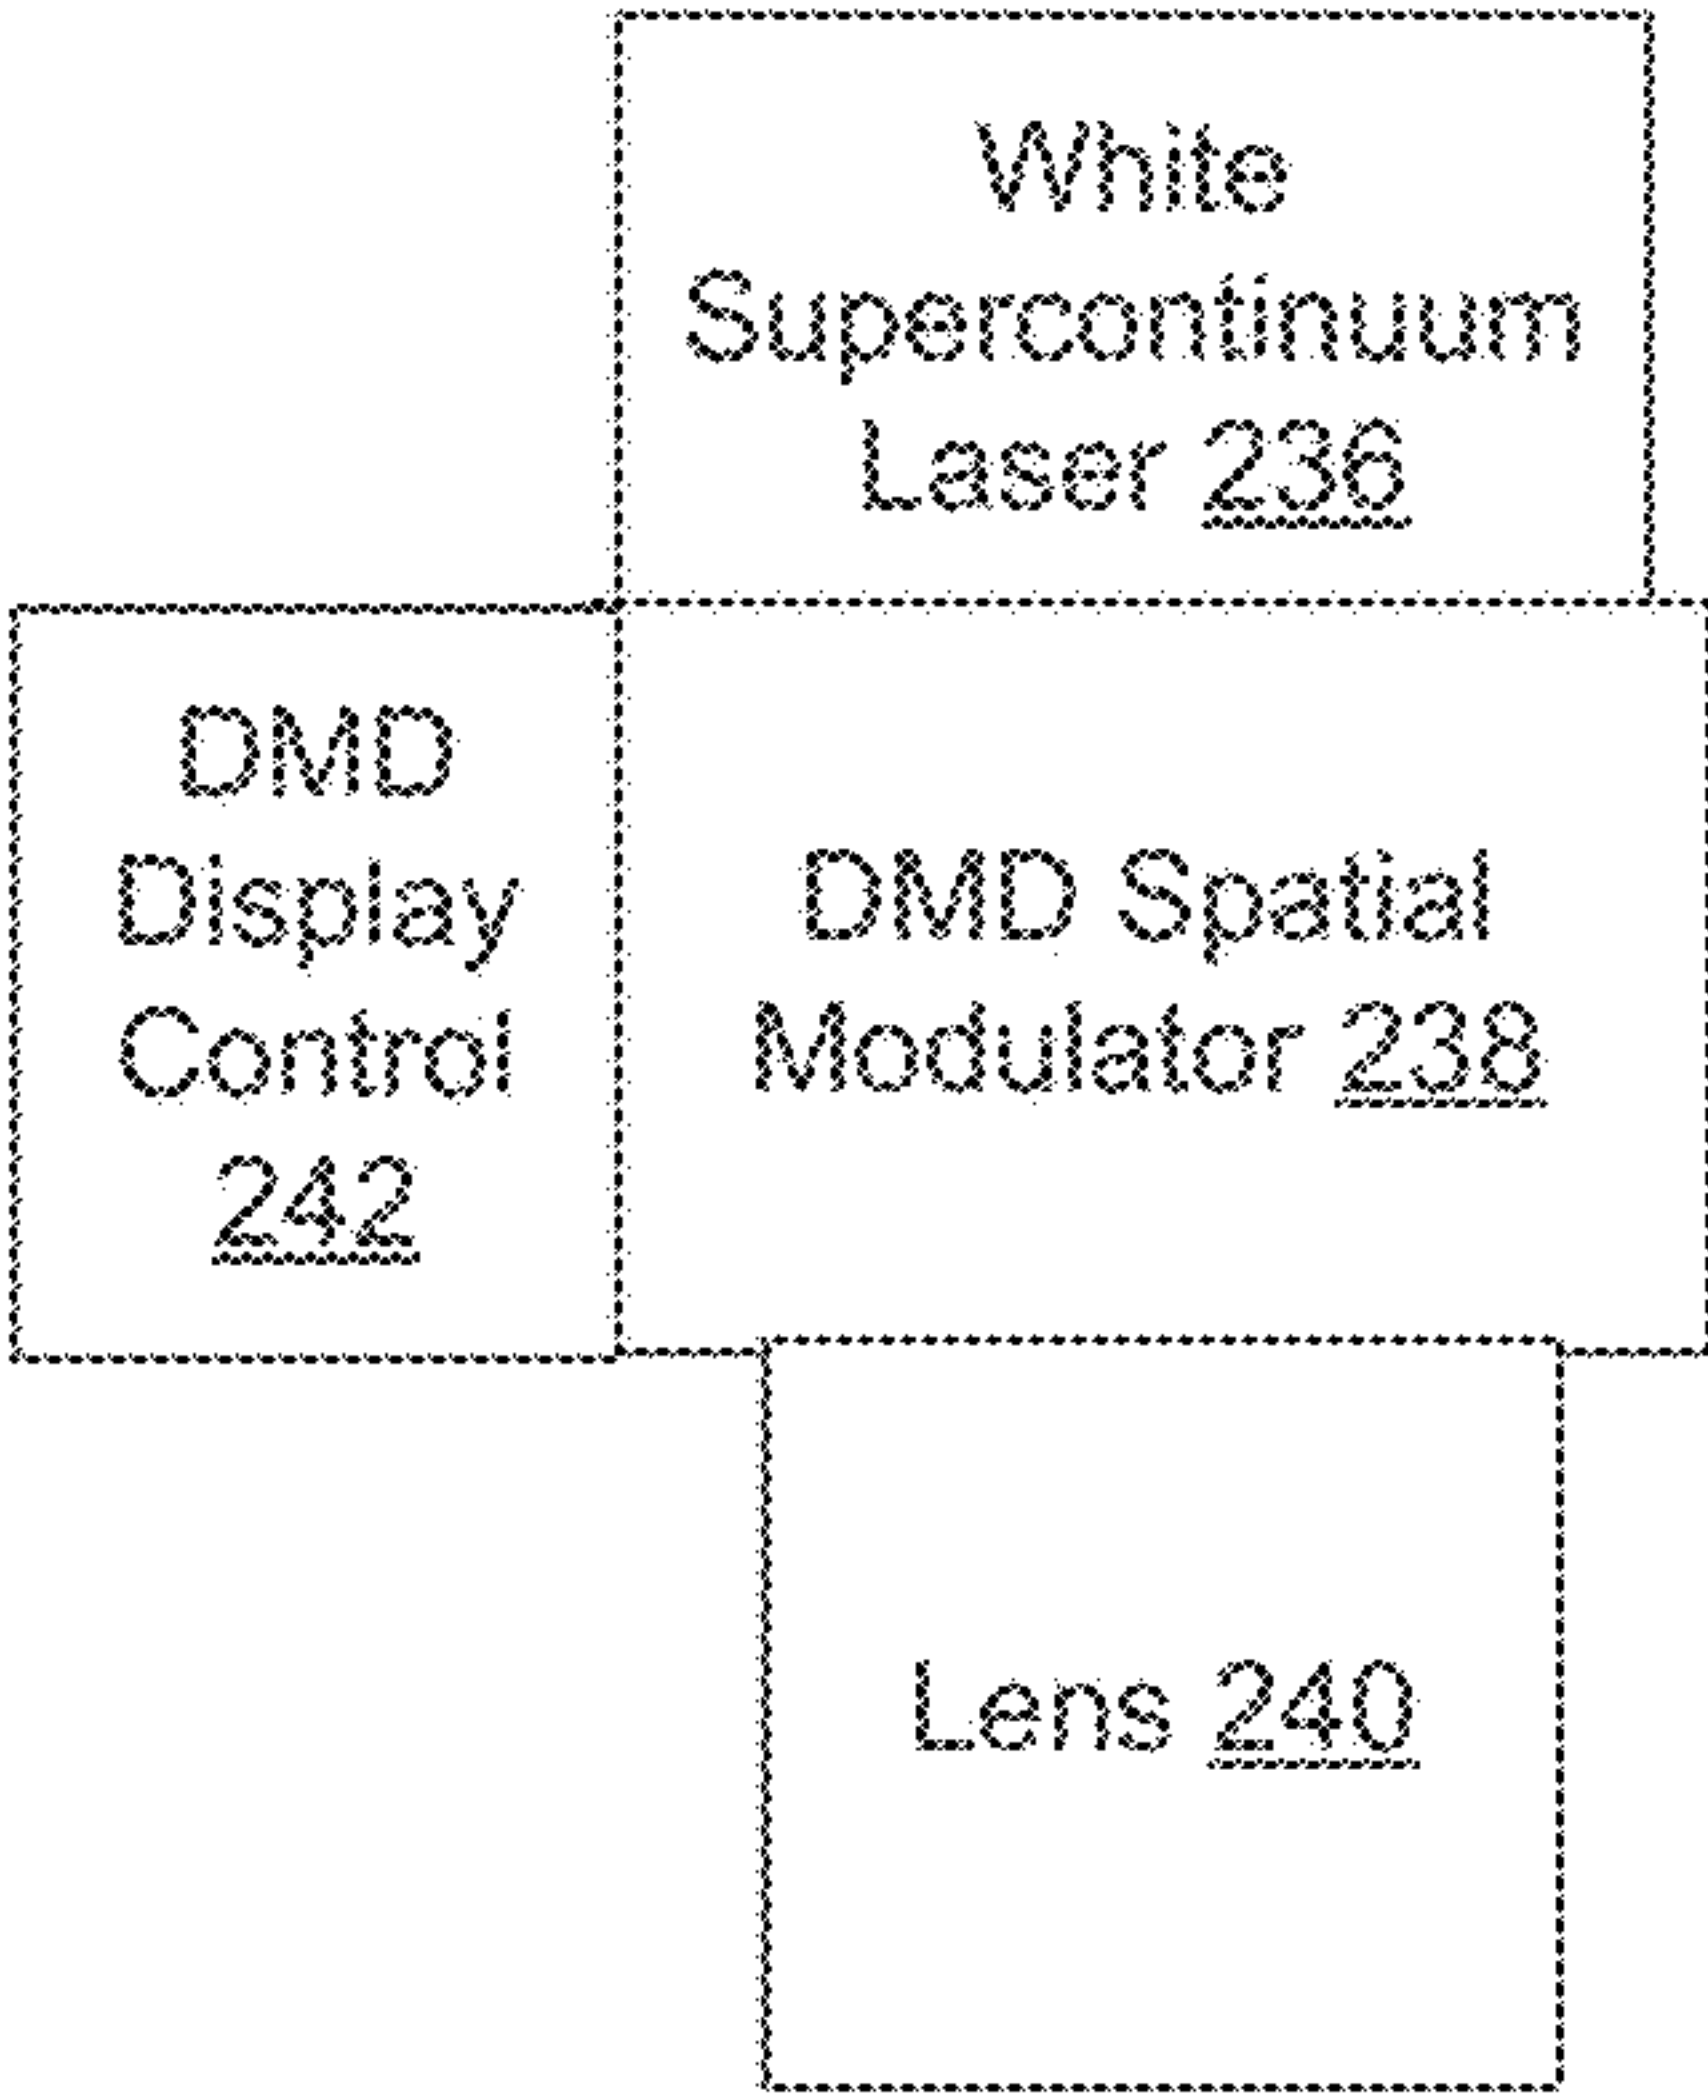 White
Supercontinuum
Laser 236
DMD
Display
Control
242
DMD Spatial
Modulator 238
Lens 240